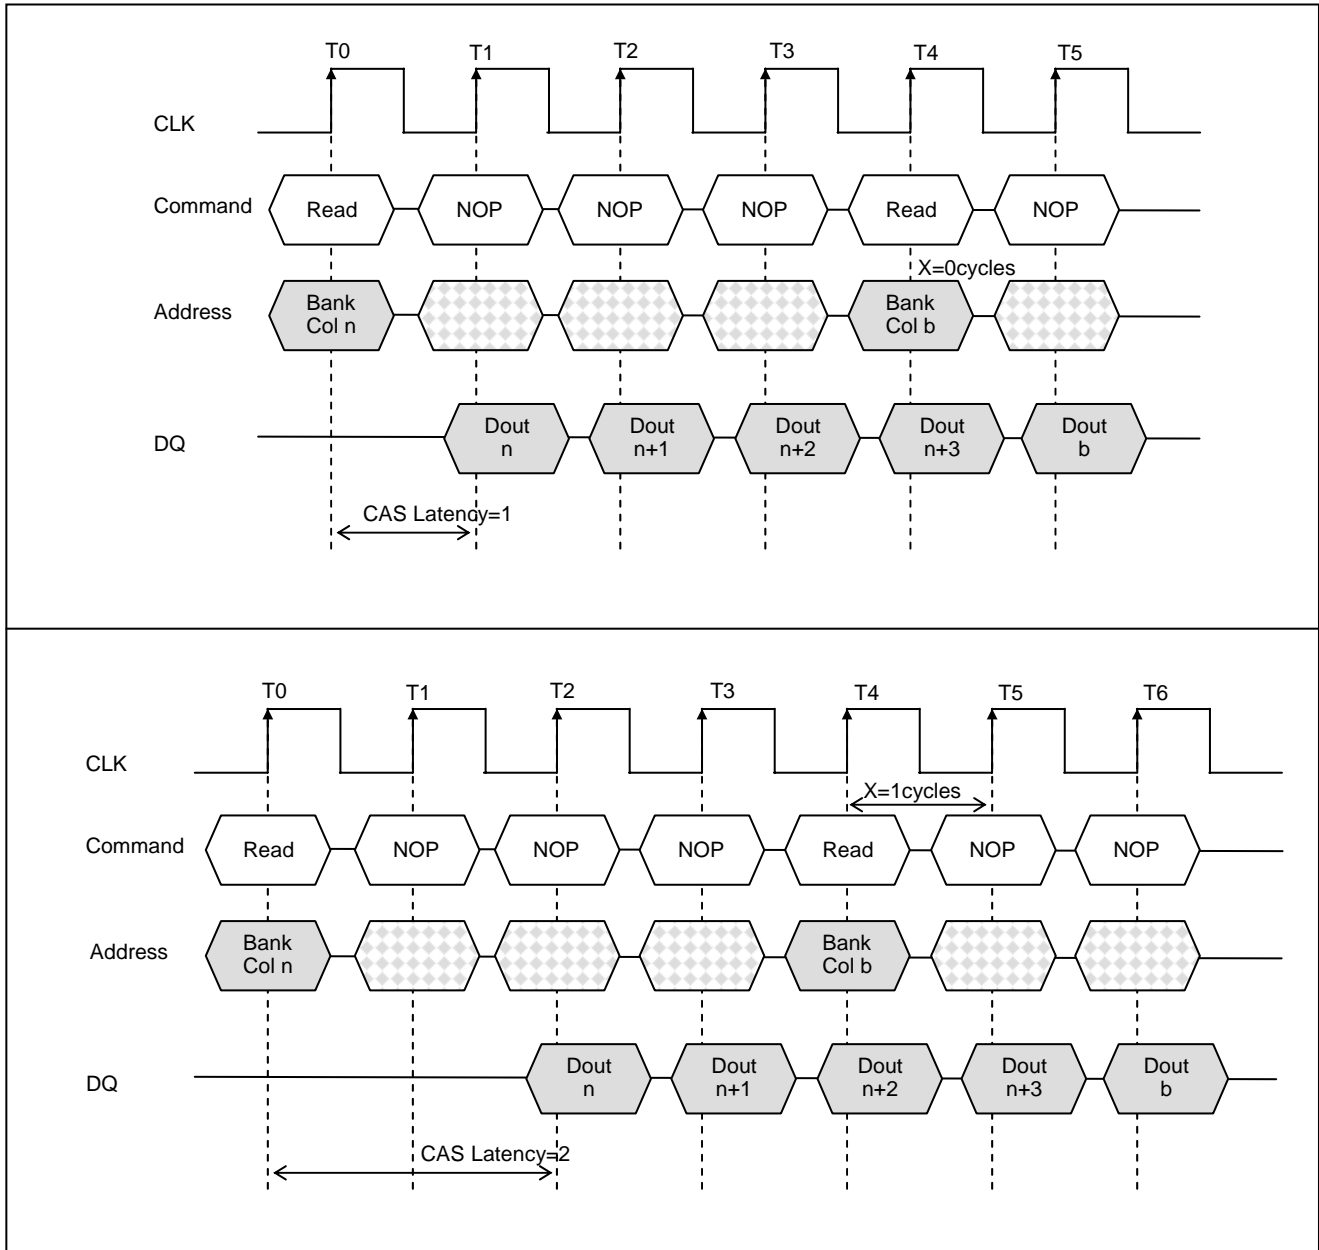 T0 T1 T2 T3 T4 T5
CLK
Command Read NOP NOP NOP Read NOP
X=0cycles
Address Bank Col n Bank Col b
DQ Dout n Dout n+1 Dout n+2 Dout n+3 Dout b
CAS Latency=1
T0 T1 T2 T3 T4 T5 T6
CLK
X=1cycles
Command Read NOP NOP NOP Read NOP NOP
Address Bank Col n Bank Col b
DQ Dout n Dout n+1 Dout n+2 Dout n+3 Dout b
CAS Latency=2